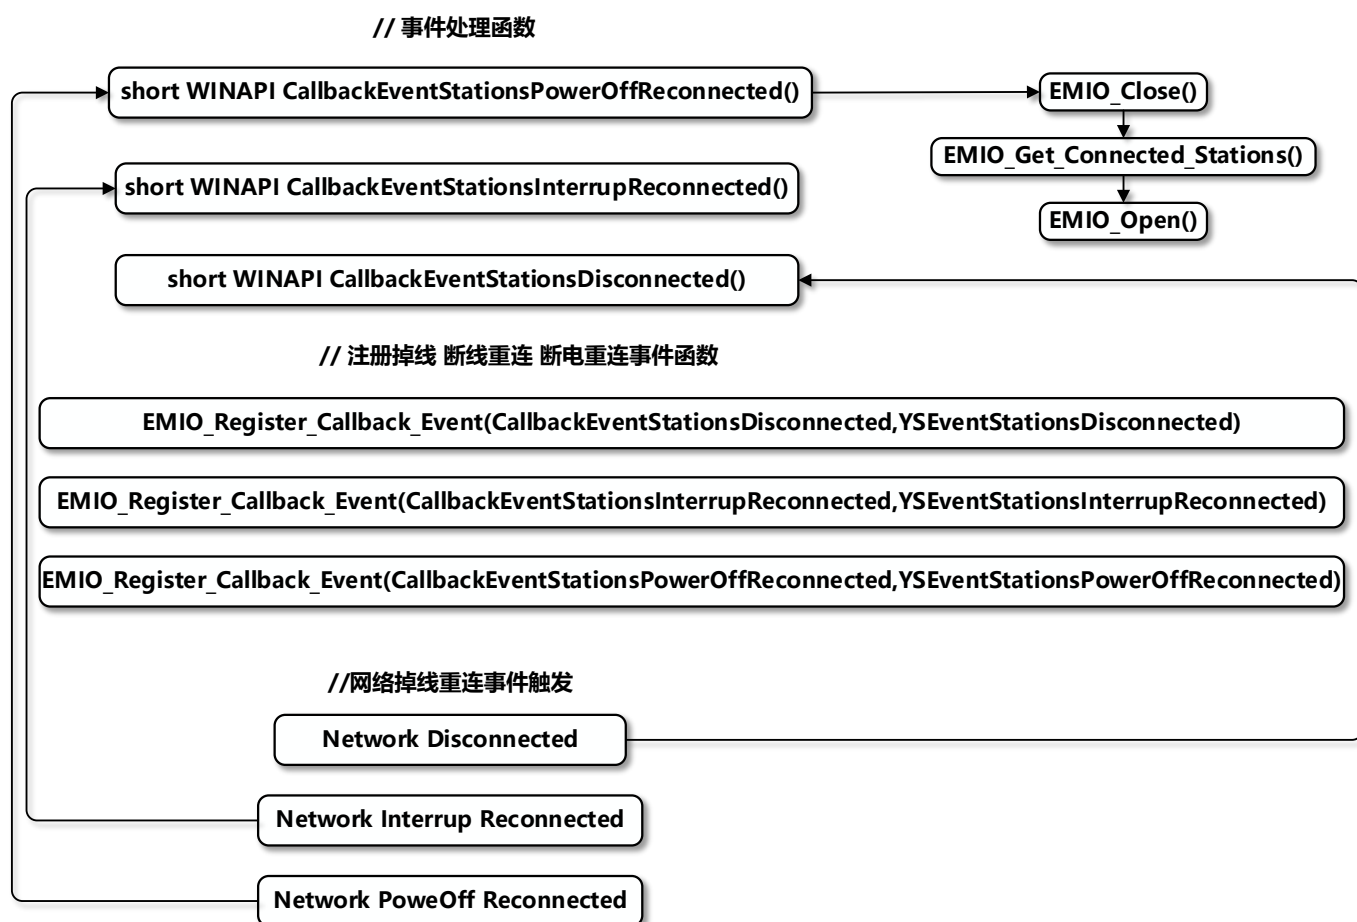 // 事件处理函数
short WINAPI CallbackEventStationsPowerOffReconnected()
EMIO_Close()
EMIO_Get_Connected_Stations()
short WINAPI CallbackEventStationsInterrupReconnected()
EMIO_Open()
short WINAPI CallbackEventStationsDisconnected()
// 注册掉线 断线重连 断电重连事件函数
EMIO_Register_Callback_Event(CallbackEventStationsDisconnected,YSEventStationsDisconnected)
EMIO_Register_Callback_Event(CallbackEventStationsInterrupReconnected,YSEventStationsInterrupReconnected)
EMIO_Register_Callback_Event(CallbackEventStationsPowerOffReconnected,YSEventStationsPowerOffReconnected)
//网络掉线重连事件触发
Network Disconnected
Network Interrup Reconnected
Network PoweOff Reconnected